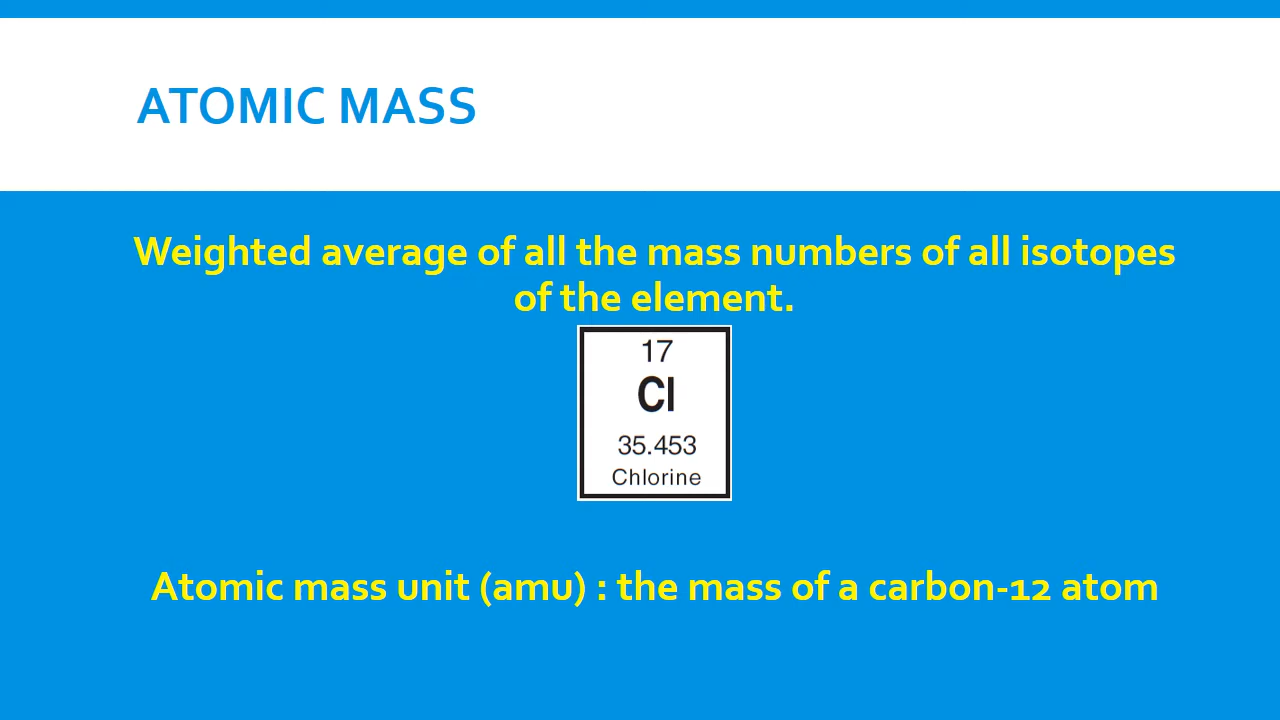 ATOMIC MASS
Weighted average of all the mass numbers of all isotopes
of the element.
17
Cl
35.453
Chlorine
Atomic mass unit (amu) : the mass of a carbon-12 atom